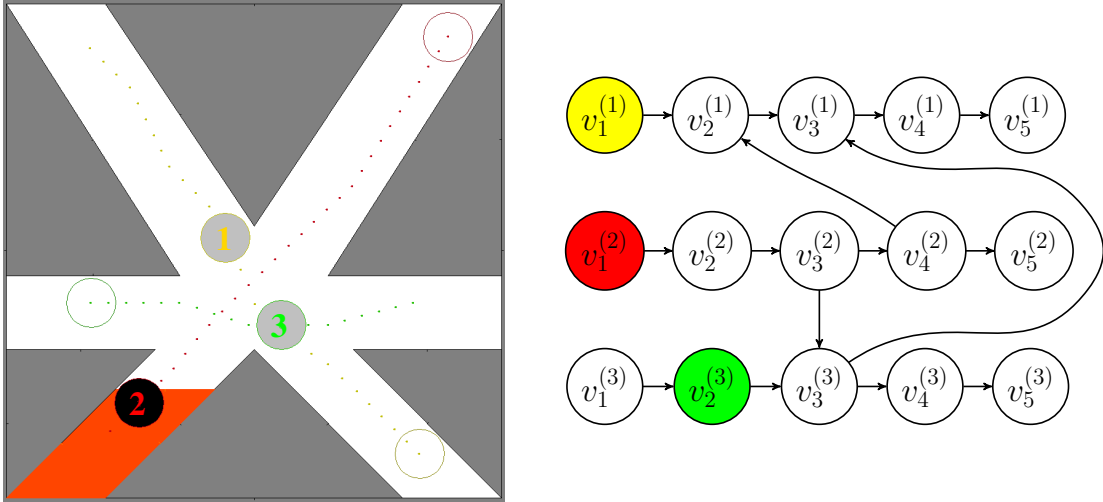 1
3
2
v_1^{(1)} v_2^{(1)} v_3^{(1)} v_4^{(1)} v_5^{(1)}
v_1^{(2)} v_2^{(2)} v_3^{(2)} v_4^{(2)} v_5^{(2)}
v_1^{(3)} v_2^{(3)} v_3^{(3)} v_4^{(3)} v_5^{(3)}